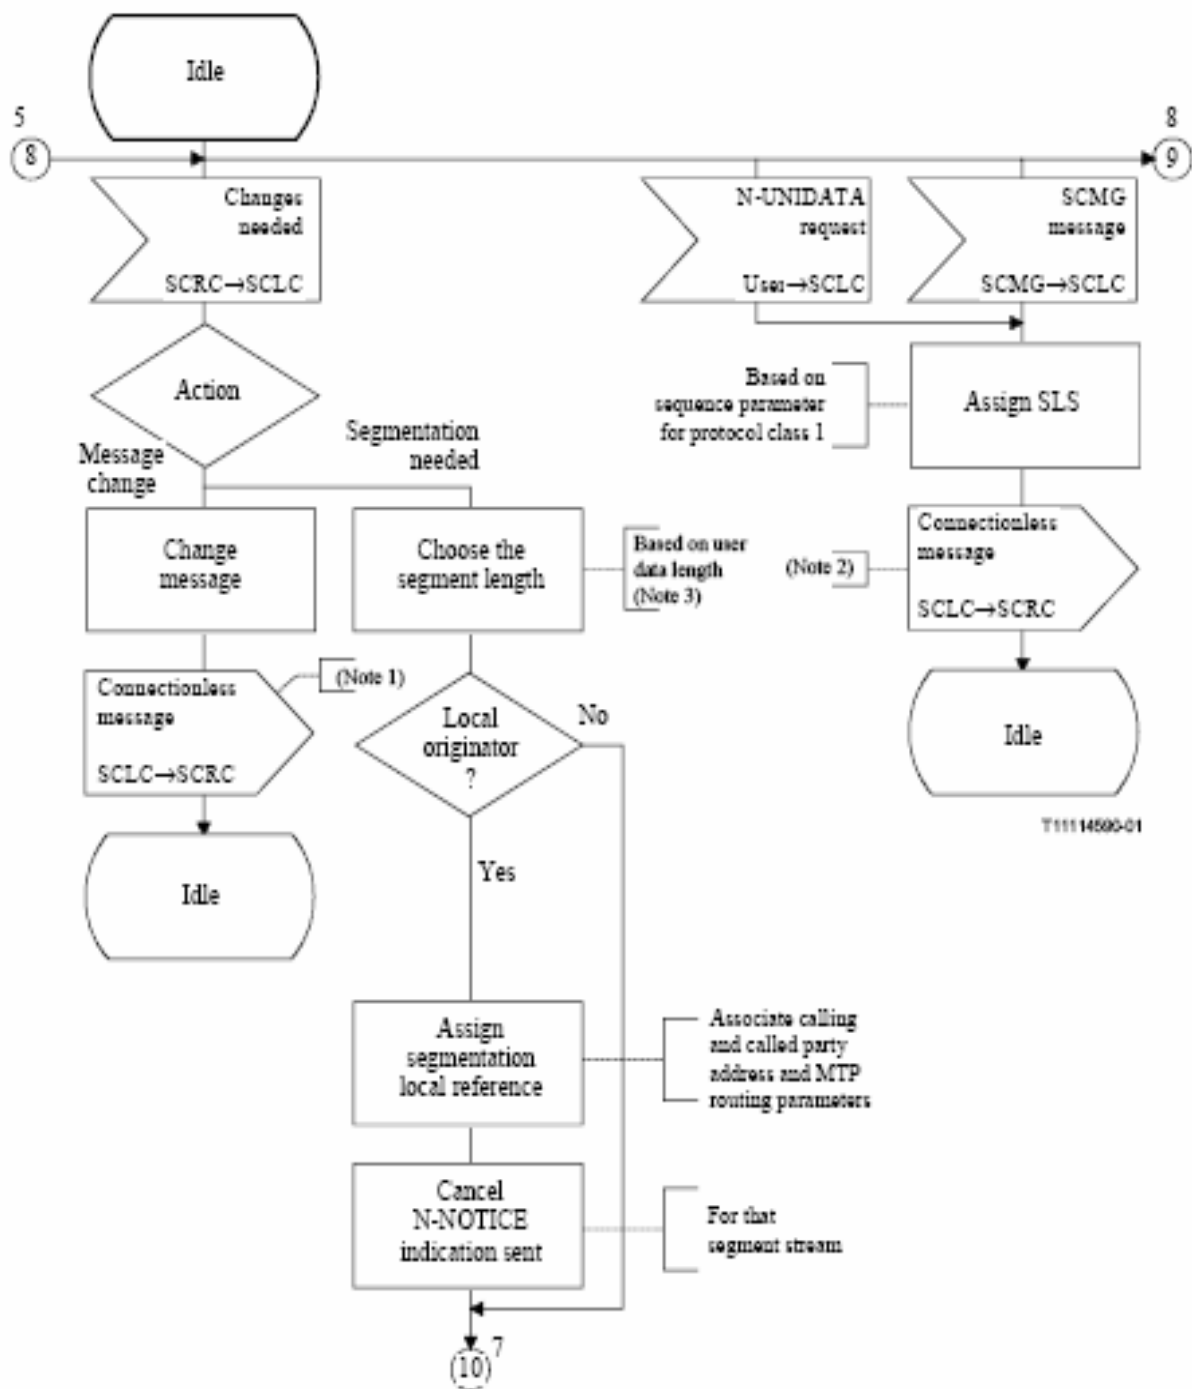 Idle
5
8
8
9
Changes
needed
SCRC→SCLC
N-UNIDATA
request
User→SCLC
SCMG
message
SCMG→SCLC
Action
Based on
sequence parameter
for protocol class 1
Assign SLS
Message
change
Segmentation
needed
Change
message
Choose the
segment length
Based on user
data length
(Note 3)
(Note 2)
Connectionless
message
SCLC→SCRC
Connectionless
message
SCLC→SCRC
(Note 1)
Local
originator
?
No
Idle
Yes
Idle
Assign
segmentation
local reference
Associate calling
and called party
address and MTP
routing parameters
Cancel
N-NOTICE
indication sent
For that
segment stream
10
7